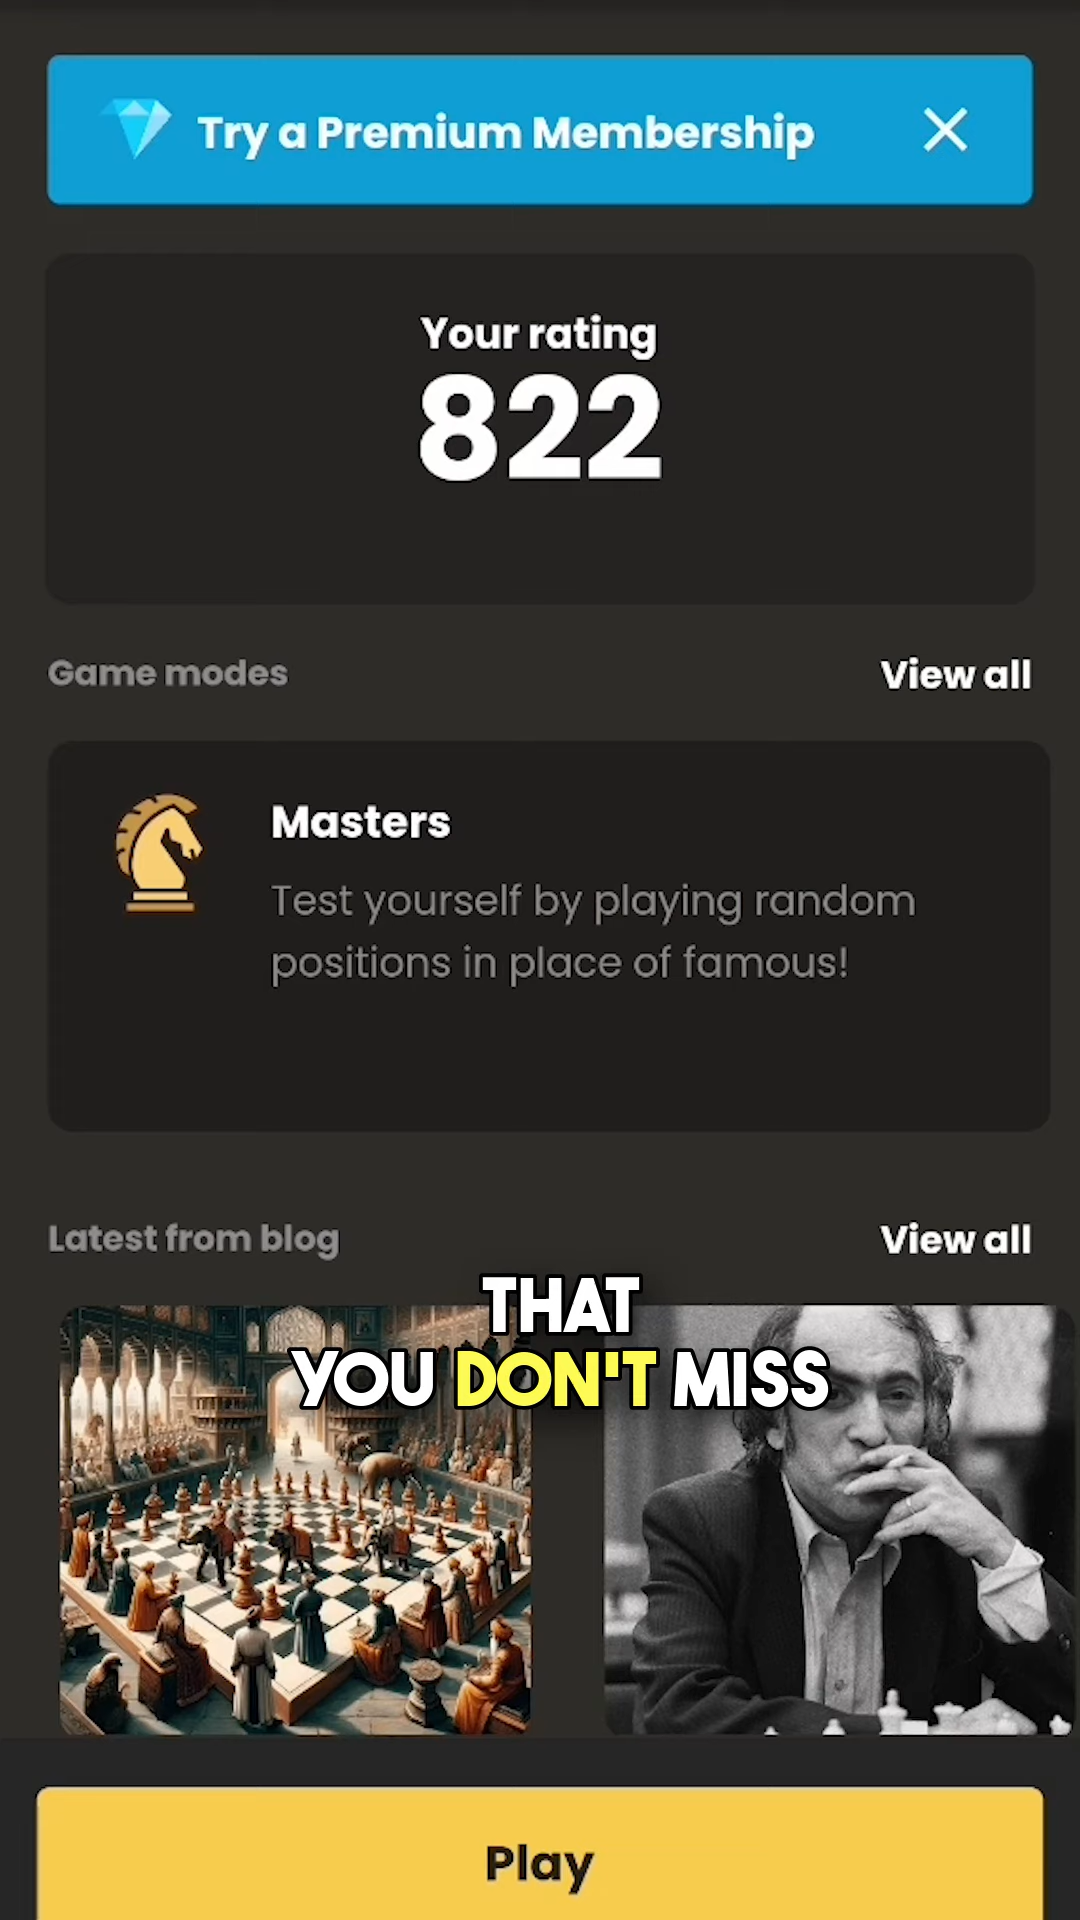 Try a Premium Membership
Your rating
822
Game modes
View all
Masters
Test yourself by playing random
positions in place of famous!
Latest from blog
View all
THAT
YOU DON'T MISS
Play